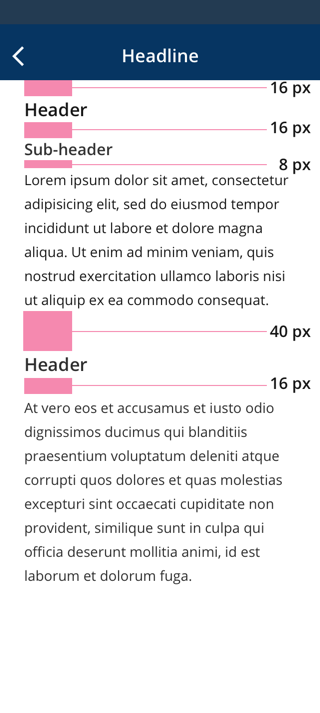 Headline
16 px
Header
16 px
Sub-header
8 px
Lorem ipsum dolor sit amet, consectetur
adipisicing elit, sed do eiusmod tempor
incididunt ut labore et dolore magna
aliqua. Ut enim ad minim veniam, quis
nostrud exercitation ullamco laboris nisi
ut aliquip ex ea commodo consequat.
40 px
Header
16 px
At vero eos et accusamus et iusto odio
dignissimos ducimus qui blanditiis
praesentium voluptatum deleniti atque
corrupti quos dolores et quas molestias
excepturi sint occaecati cupiditate non
provident, similique sunt in culpa qui
officia deserunt mollitia animi, id est
laborum et dolorum fuga.